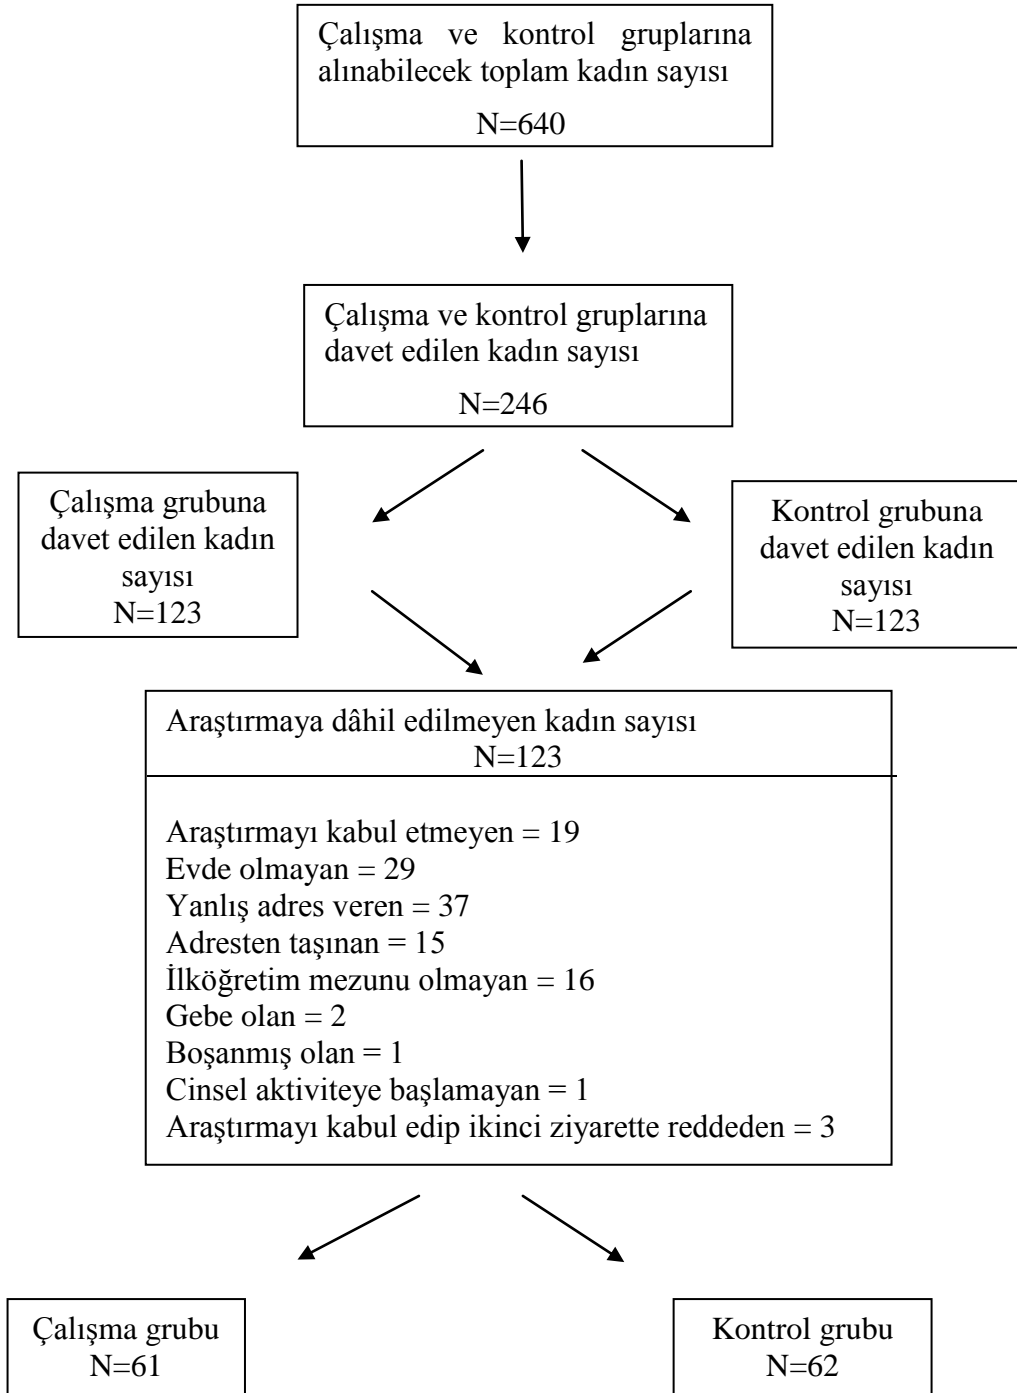 Çalışma ve kontrol gruplarına
alınabilecek toplam kadın sayısı
N=640
Çalışma ve kontrol gruplarına
davet edilen kadın sayısı
N=246
Çalışma grubuna
davet edilen kadın
sayısı
N=123
Kontrol grubuna
davet edilen kadın
sayısı
N=123
Araştırmaya dâhil edilmeyen kadın sayısı
N=123
Araştırmayı kabul etmeyen = 19
Evde olmayan = 29
Yanlış adres veren = 37
Adresten taşınan = 15
İlköğretim mezunu olmayan = 16
Gebe olan = 2
Boşanmış olan = 1
Cinsel aktiviteye başlamayan = 1
Araştırmayı kabul edip ikinci ziyarette reddeden = 3
Çalışma grubu
N=61
Kontrol grubu
N=62